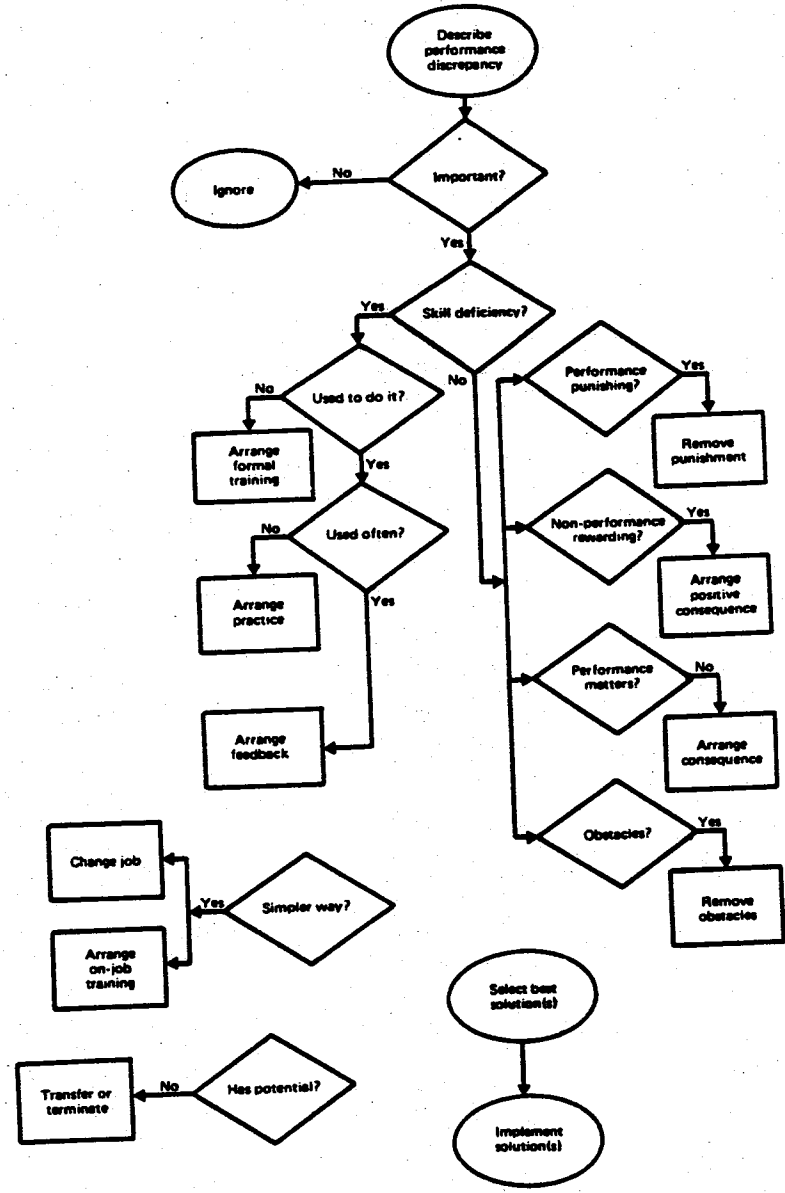 Describe
performance
discrepancy
Important?
No
Ignore
Yes
Skill deficiency?
Yes
No
Used to do it?
No
Arrange
formal
training
Yes
Used often?
No
Arrange
practice
Yes
Arrange
feedback
Performance
punishing?
Yes
Remove
punishment
Non-performance
rewarding?
Yes
Arrange
positive
consequence
Performance
matters?
No
Arrange
consequence
Obstacles?
Yes
Remove
obstacles
Simpler way?
Yes
Change job
Arrange
on-job
training
Has potential?
No
Transfer or
terminate
Select best
solution(s)
Implement
solution(s)